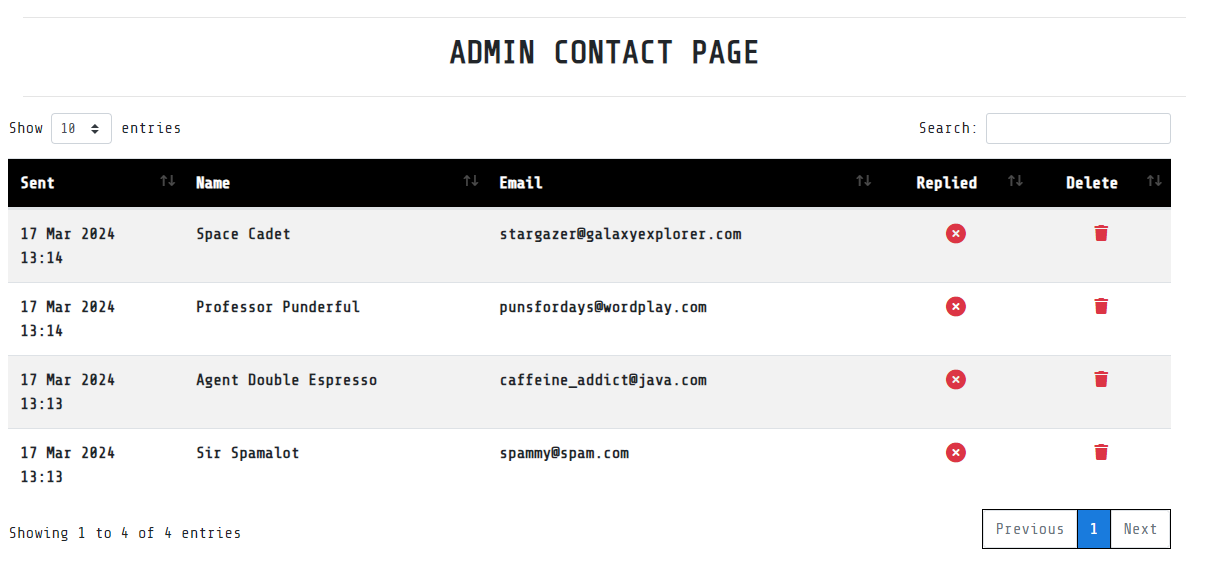 ADMIN CONTACT PAGE
Show 10 entries Search:
Sent Name Email Replied Delete
17 Mar 2024 Space Cadet stargazer@galaxyexplorer.com
13:14
17 Mar 2024 Professor Punderful punsfordays@wordplay.com
13:14
17 Mar 2024 Agent Double Espresso caffeine_addict@java.com
13:13
17 Mar 2024 Sir Spamalot spammy@spam.com
13:13
Showing 1 to 4 of 4 entries Previous 1 Next